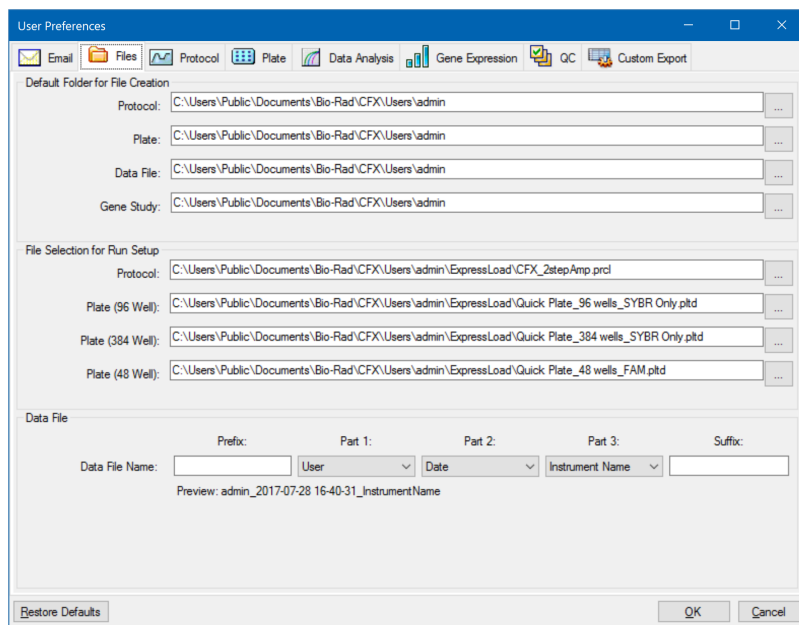 User Preferences
Email Files Protocol Plate Data Analysis Gene Expression QC Custom Export
Default Folder for File Creation
Protocol: C:\Users\Public\Documents\Bio-Rad\CFX\Users\admin ...
Plate: C:\Users\Public\Documents\Bio-Rad\CFX\Users\admin ...
Data File: C:\Users\Public\Documents\Bio-Rad\CFX\Users\admin ...
Gene Study: C:\Users\Public\Documents\Bio-Rad\CFX\Users\admin ...
File Selection for Run Setup
Protocol: C:\Users\Public\Documents\Bio-Rad\CFX\Users\admin\ExpressLoad\CFX_2stepAmp.prcl ...
Plate (96 Well): C:\Users\Public\Documents\Bio-Rad\CFX\Users\admin\ExpressLoad\Quick Plate_96 wells_SYBR Only.pltd ...
Plate (384 Well): C:\Users\Public\Documents\Bio-Rad\CFX\Users\admin\ExpressLoad\Quick Plate_384 wells_SYBR Only.pltd ...
Plate (48 Well): C:\Users\Public\Documents\Bio-Rad\CFX\Users\admin\ExpressLoad\Quick Plate_48 wells_FAM.pltd ...
Data File
Prefix: Part 1: Part 2: Part 3: Suffix:
Data File Name: User Date Instrument Name
Preview: admin_2017-07-28 16-40-31_InstrumentName
Restore Defaults OK Cancel